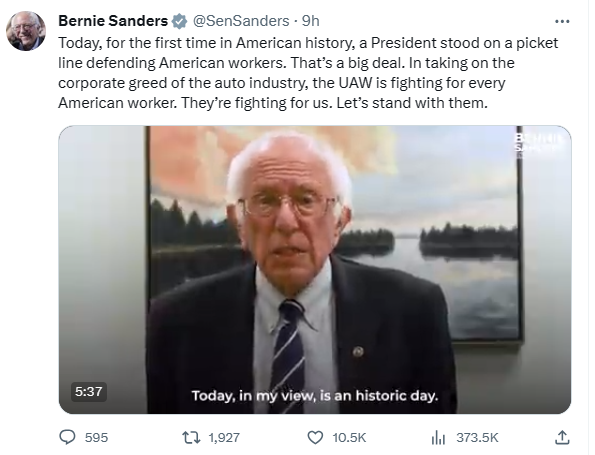 Bernie Sanders @SenSanders · 9h
Today, for the first time in American history, a President stood on a picket
line defending American workers. That’s a big deal. In taking on the
corporate greed of the auto industry, the UAW is fighting for every
American worker. They’re fighting for us. Let’s stand with them.
BERNIE
SANDERS
Today, in my view, is an historic day.
5:37
595 1,927 10.5K 373.5K